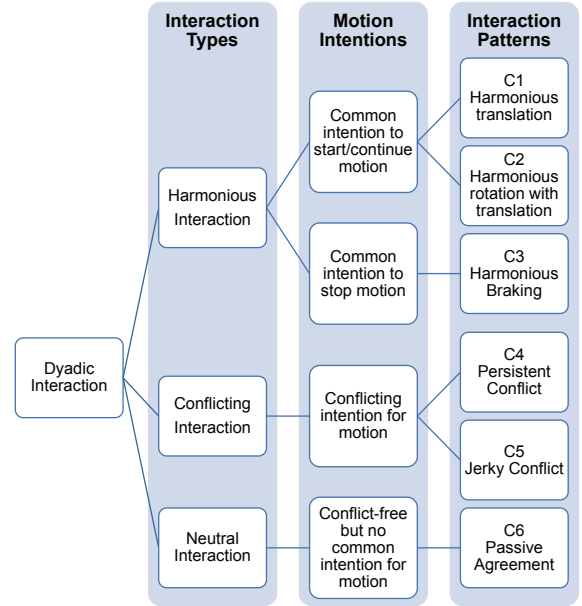 Interaction
Types
Motion
Intentions
Interaction
Patterns
Dyadic
Interaction
Harmonious
Interaction
Common
intention to
start/continue
motion
C1
Harmonious
translation
C2
Harmonious
rotation with
translation
Common
intention to
stop motion
C3
Harmonious
Braking
Conflicting
Interaction
Conflicting
intention for
motion
C4
Persistent
Conflict
C5
Jerky Conflict
Neutral
Interaction
Conflict-free
but no
common
intention for
motion
C6
Passive
Agreement